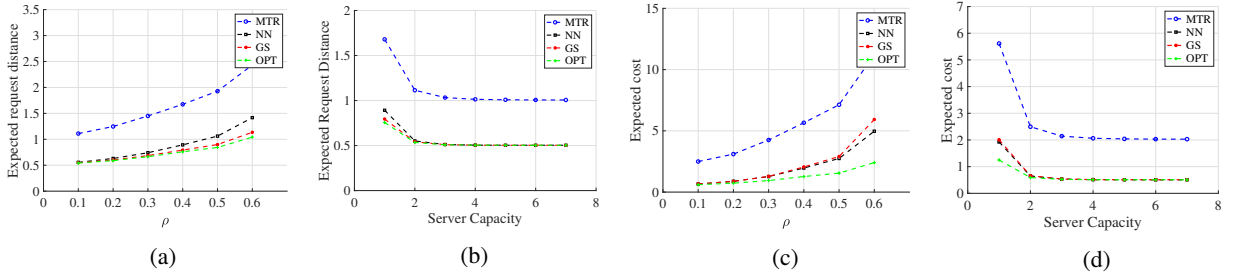 3.5
3
2.5
2
1.5
1
0.5
0
0.1
0.2
0.3
0.4
0.5
0.6
Expected request distance
ρ
MTR
NN
GS
OPT
(a)
2
1.5
1
0.5
0
0
2
4
6
8
Expected Request Distance
Server Capacity
MTR
NN
GS
OPT
(b)
15
10
5
0
0
0.1
0.2
0.3
0.4
0.5
0.6
Expected cost
ρ
MTR
NN
GS
OPT
(c)
7
6
5
4
3
2
1
0
0
2
4
6
8
Expected cost
Server Capacity
MTR
NN
GS
OPT
(d)